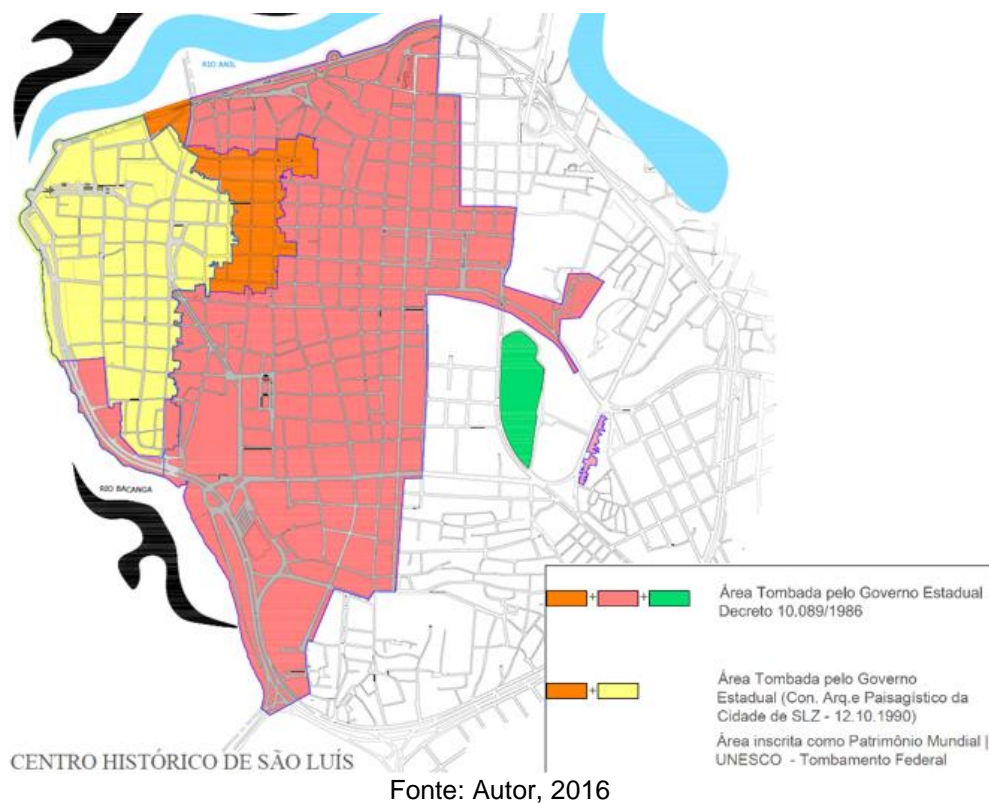 RIO ANIL
RIO BACANGA
Área Tombada pelo Governo Estadual
Decreto 10.089/1986
Área Tombada pelo Governo
Estadual (Con. Arq.e Paisagístico da
Cidade de SLZ - 12.10.1990)
Área inscrita como Patrimônio Mundial |
UNESCO - Tombamento Federal
CENTRO HISTÓRICO DE SÃO LUÍS
Fonte: Autor, 2016